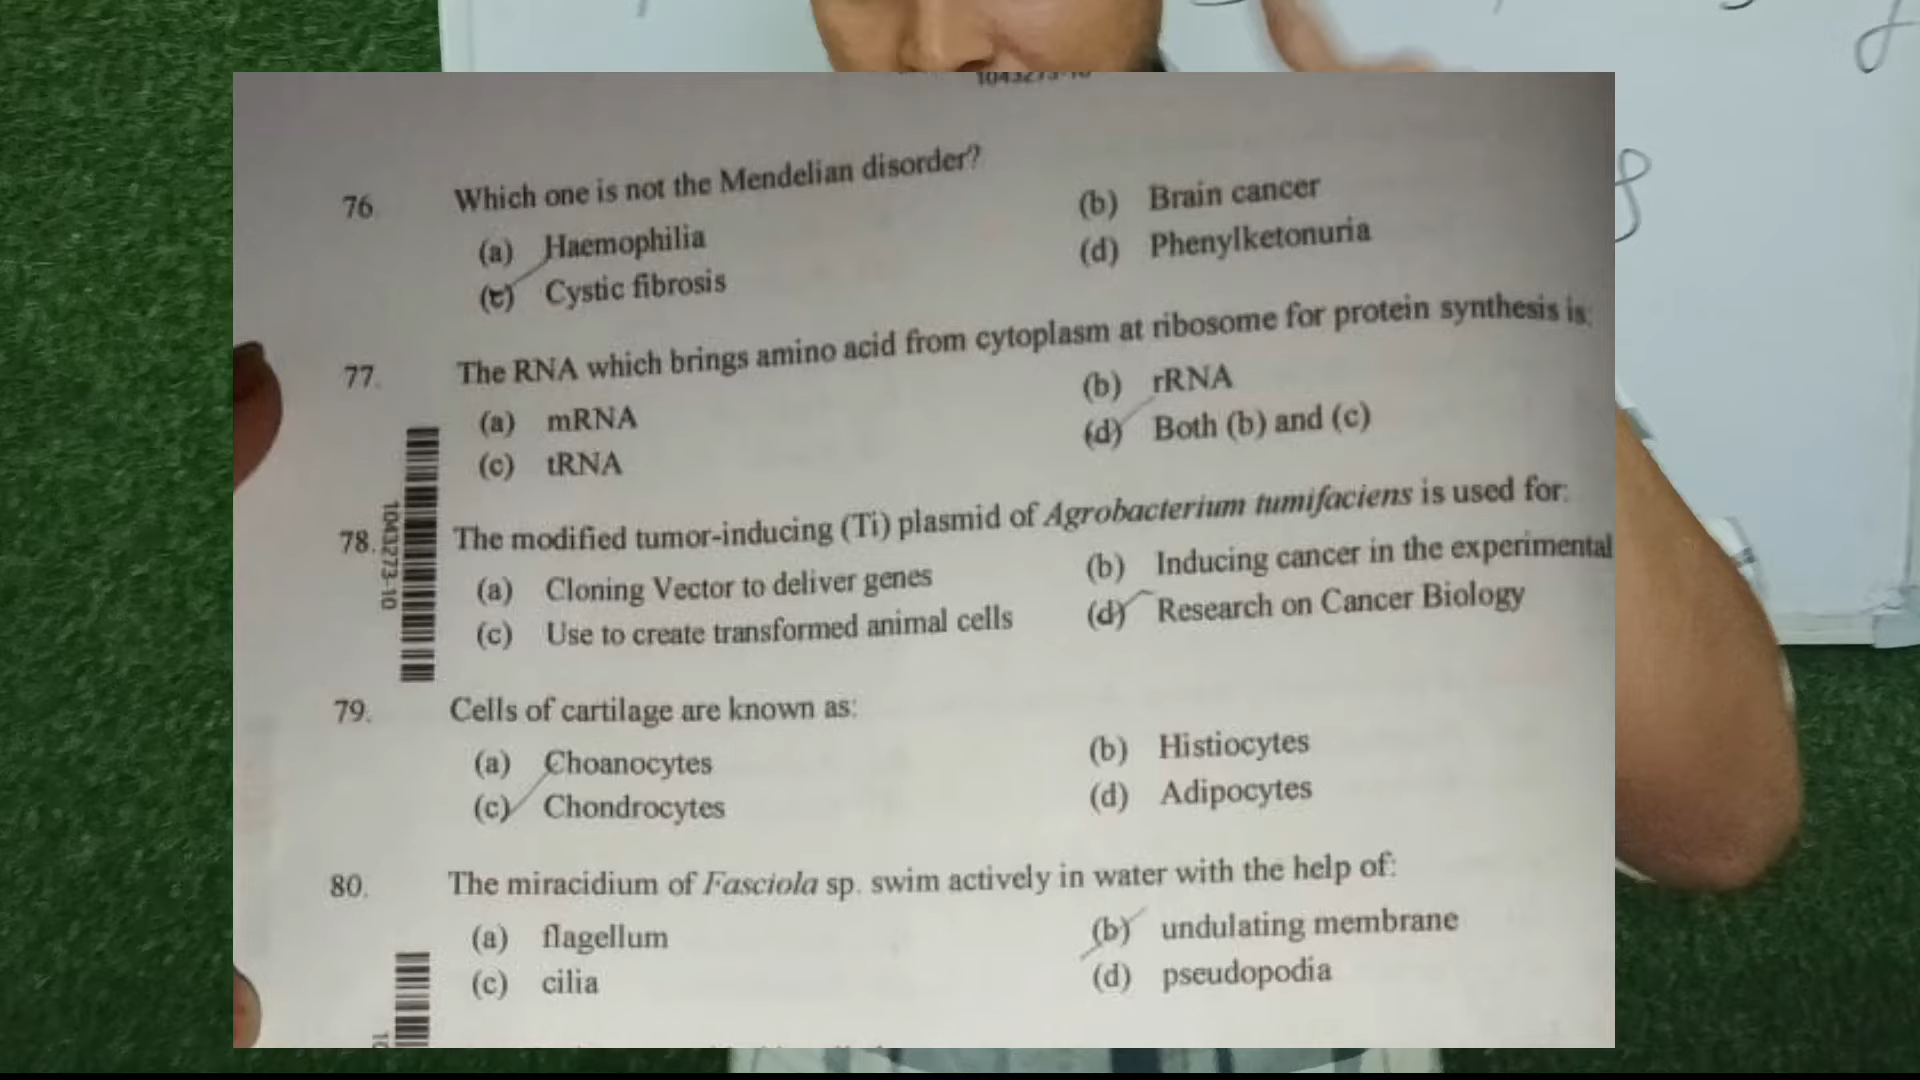 1043273-10
76. Which one is not the Mendelian disorder?
(a) Haemophilia (b) Brain cancer
(c) Cystic fibrosis (d) Phenylketonuria
77. The RNA which brings amino acid from cytoplasm at ribosome for protein synthesis is:
(a) mRNA (b) rRNA
(c) tRNA (d) Both (b) and (c)
1043273-10
78. The modified tumor-inducing (Ti) plasmid of Agrobacterium tumifaciens is used for:
(a) Cloning Vector to deliver genes (b) Inducing cancer in the experimental
(c) Use to create transformed animal cells (d) Research on Cancer Biology
79. Cells of cartilage are known as:
(a) Choanocytes (b) Histiocytes
(c) Chondrocytes (d) Adipocytes
80. The miracidium of Fasciola sp. swim actively in water with the help of:
(a) flagellum (b) undulating membrane
(c) cilia (d) pseudopodia